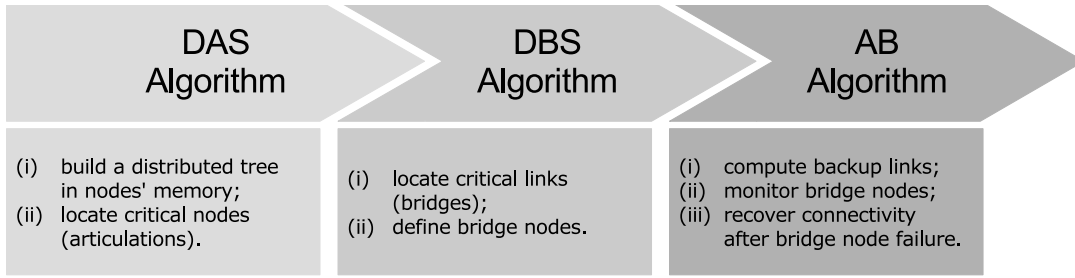 DAS
Algorithm
DBS
Algorithm
AB
Algorithm
(i) build a distributed tree
in nodes' memory;
(ii) locate critical nodes
(articulations).
(i) locate critical links
(bridges);
(ii) define bridge nodes.
(i) compute backup links;
(ii) monitor bridge nodes;
(iii) recover connectivity
after bridge node failure.